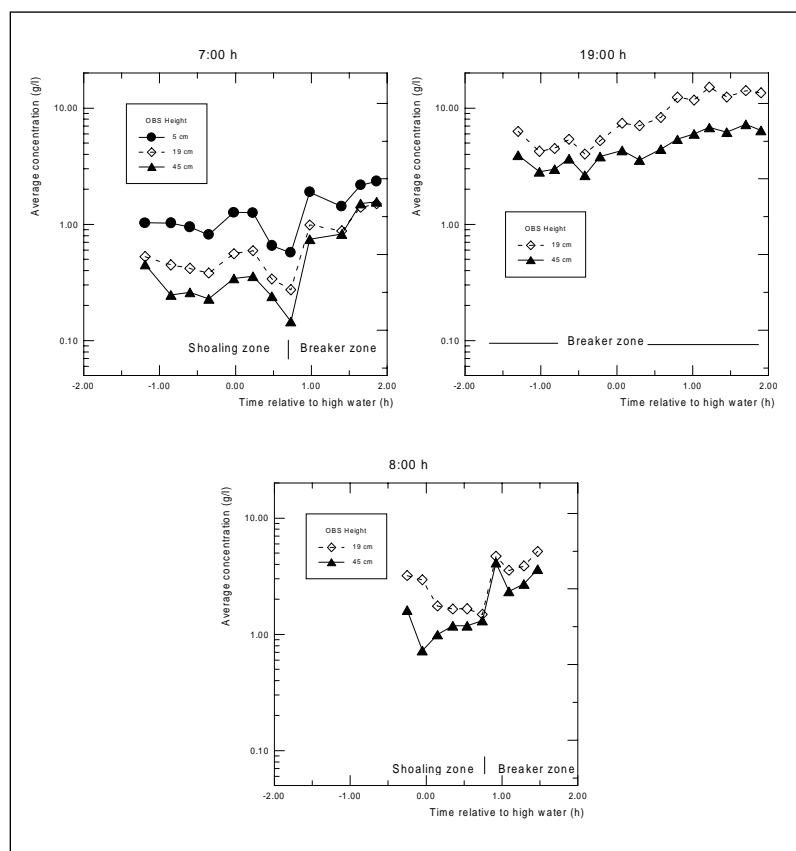 7:00 h
Average concentration (g/l)
10.00
1.00
0.10
OBS Height
5 cm
19 cm
45 cm
Shoaling zone
Breaker zone
-2.00 -1.00 0.00 1.00 2.00
Time relative to high water (h)
19:00 h
Average concentration (g/l)
10.00
1.00
0.10
OBS Height
19 cm
45 cm
Breaker zone
-2.00 -1.00 0.00 1.00 2.00
Time relative to high water (h)
8:00 h
Average concentration (g/l)
10.00
1.00
0.10
OBS Height
19 cm
45 cm
Shoaling zone
Breaker zone
-2.00 -1.00 0.00 1.00 2.00
Time relative to high water (h)